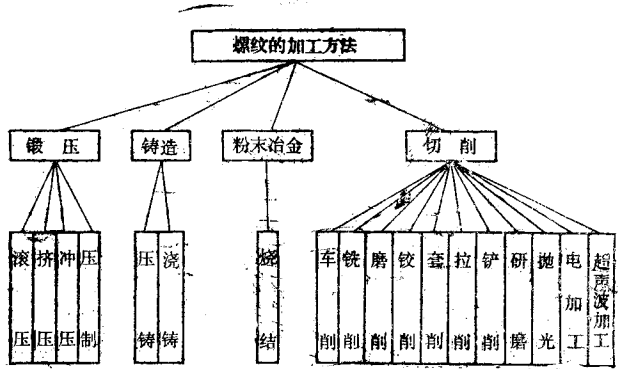 螺纹的加工方法
锻压
铸造
粉末冶金
切削
滚压
挤压
冲压
压制
压铸
浇铸
烧结
车削
铣削
磨削
铰削
套削
拉削
铲削
研磨
抛光
电加工
超声波加工